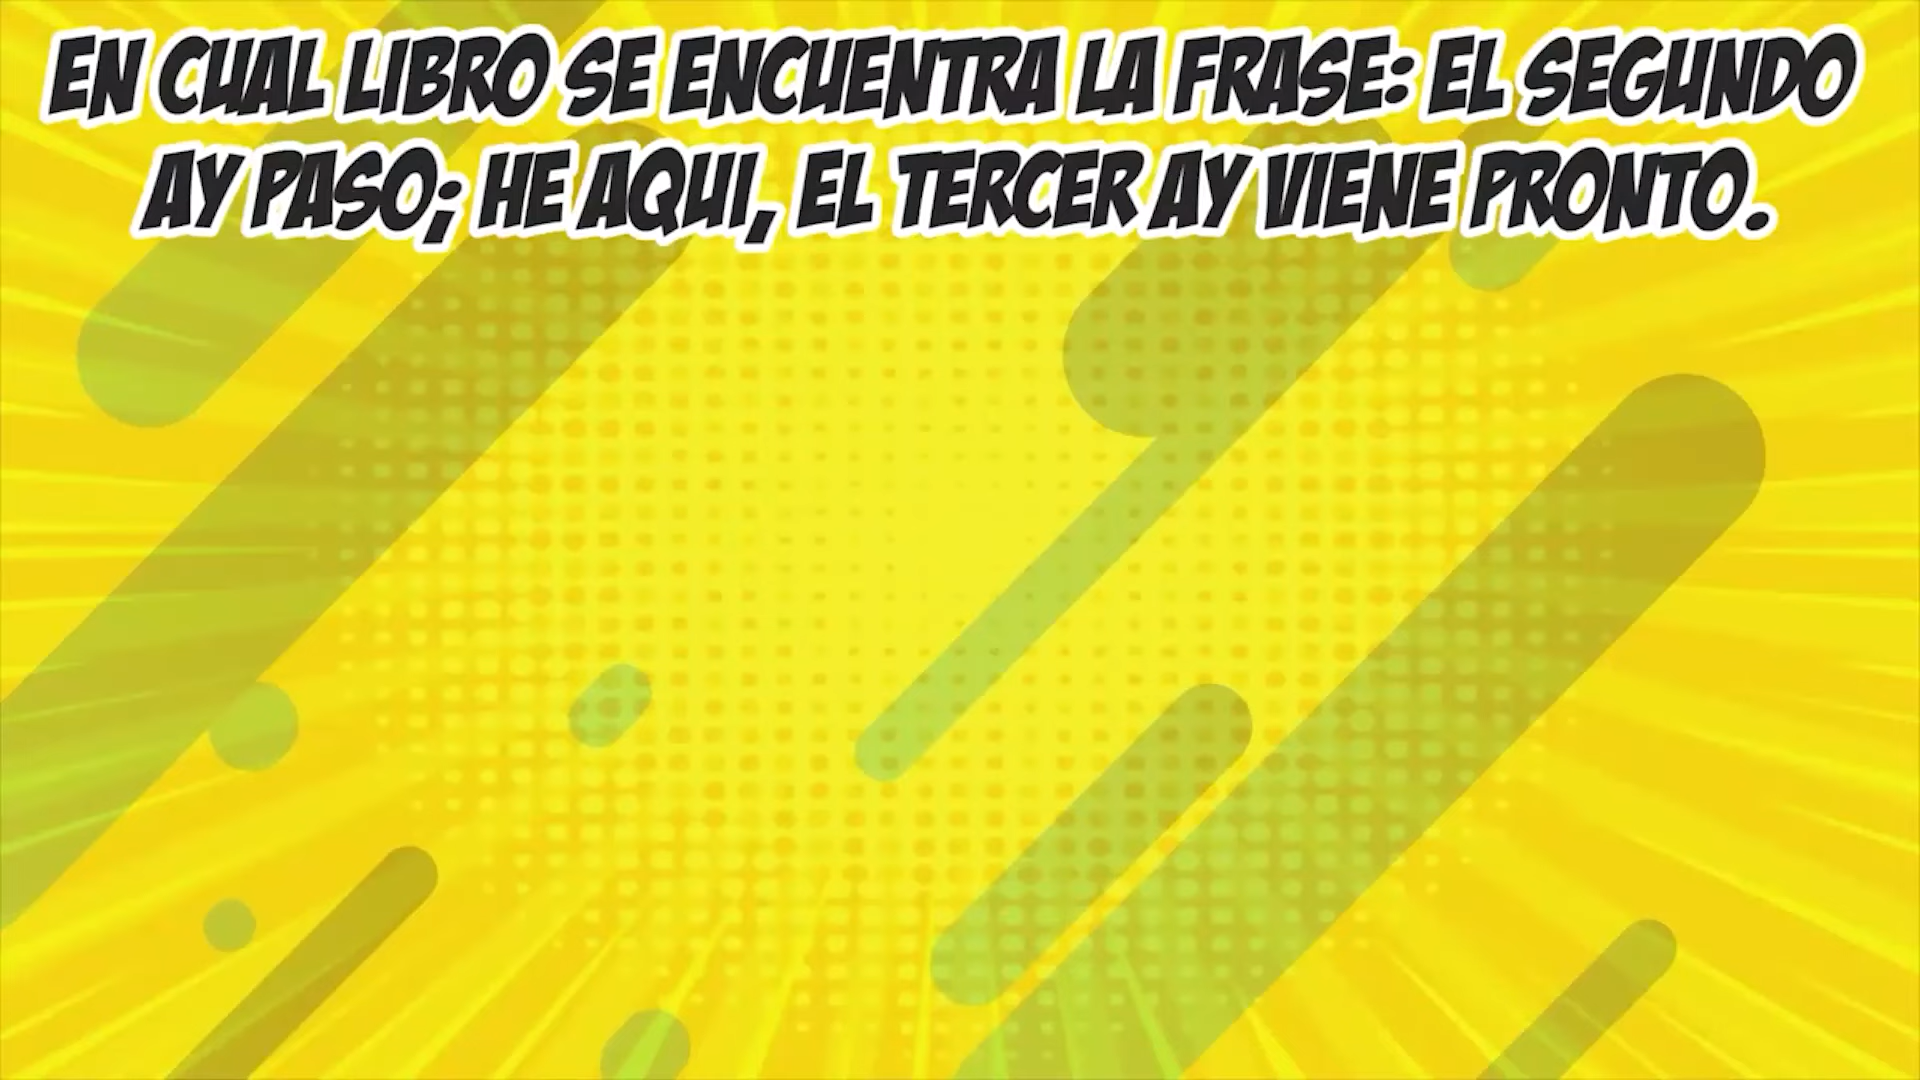 EN CUAL LIBRO SE ENCUENTRA LA FRASE: EL SEGUNDO
AY PASO; HE AQUI, EL TERCER AY VIENE PRONTO.